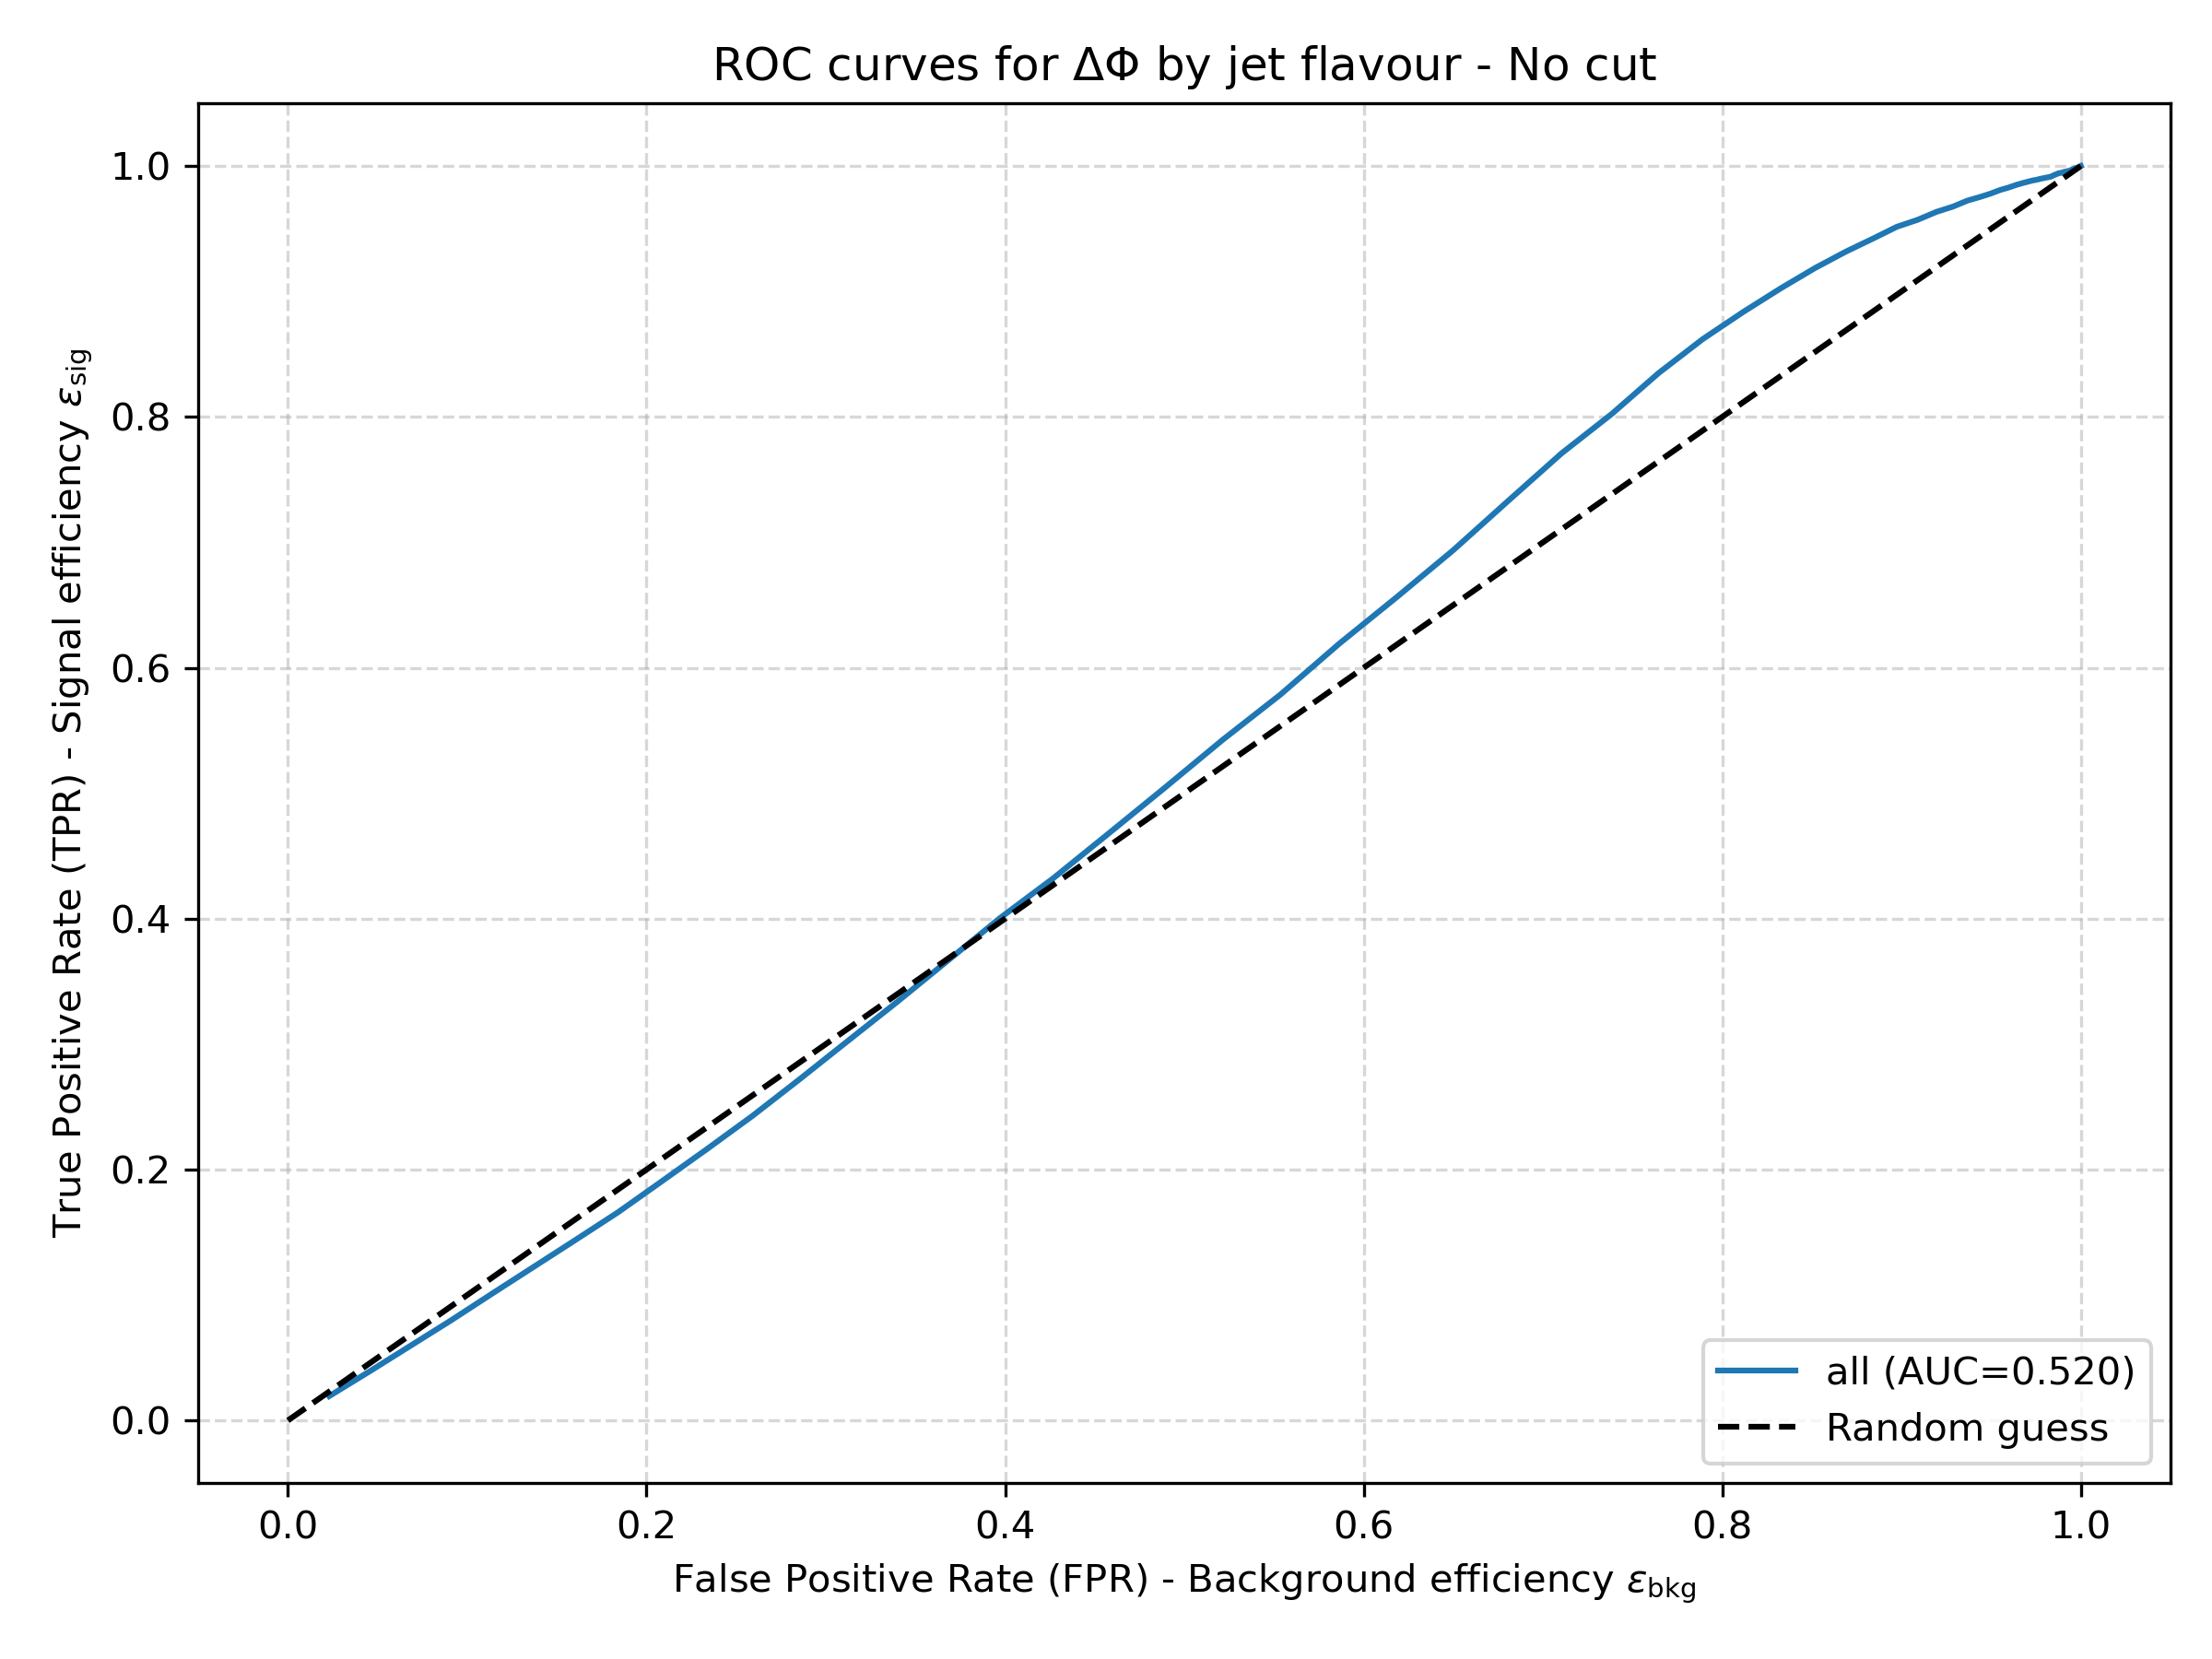 ROC curves for ΔΦ by jet flavour - No cut
True Positive Rate (TPR) - Signal efficiency εsig
1.0
0.8
0.6
0.4
0.2
0.0
all (AUC=0.520)
Random guess
0.0 0.2 0.4 0.6 0.8 1.0
False Positive Rate (FPR) - Background efficiency εbkg